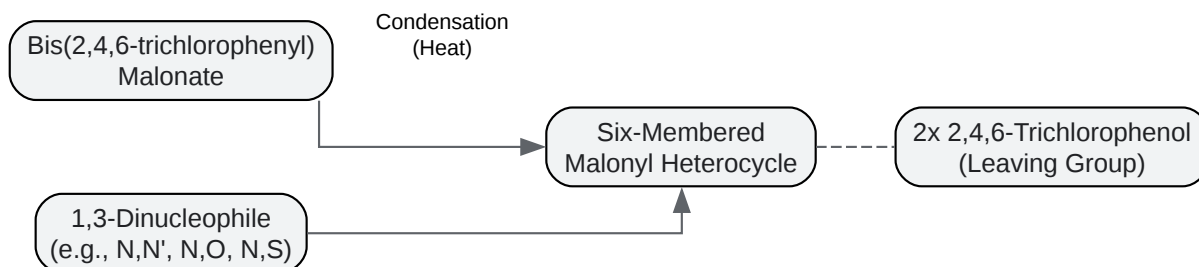 Bis(2,4,6-trichlorophenyl)
Malonate
Condensation
(Heat)
Six-Membered
Malonyl Heterocycle
2x 2,4,6-Trichlorophenol
(Leaving Group)
1,3-Dinucleophile
(e.g., N,N', N,O, N,S)